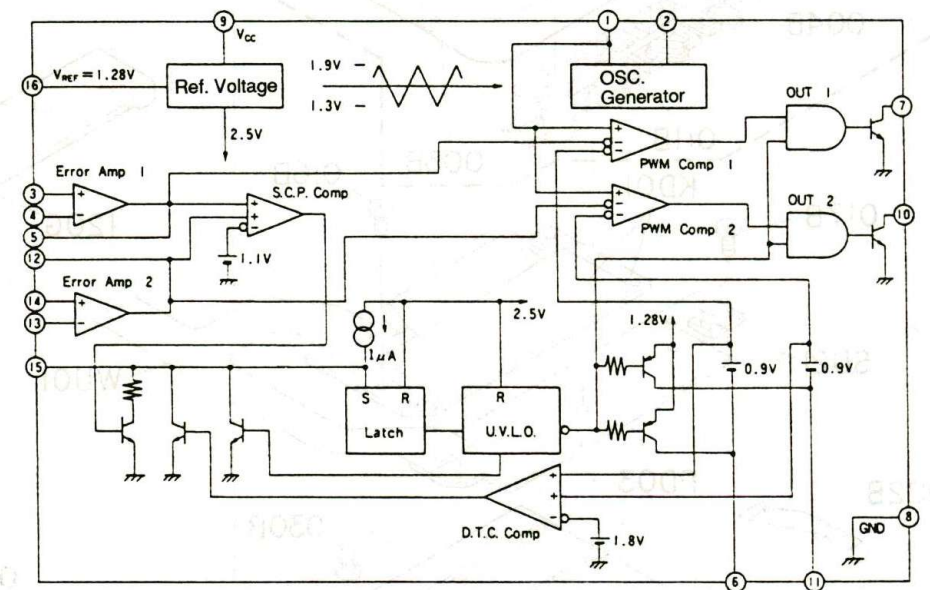 9
VCC
1
2
16
VREF=1.28V
Ref. Voltage
1.9V
1.3V
OSC.
Generator
OUT 1
7
2.5V
PWM Comp 1
Error Amp 1
S.C.P. Comp
3
4
5
12
OUT 2
10
PWM Comp 2
1.1V
Error Amp 2
14
13
2.5V
1.28V
1μA
15
0.9V
0.9V
S R
Latch
R
U.V.L.O.
D.T.C. Comp
1.8V
GND
8
6
11